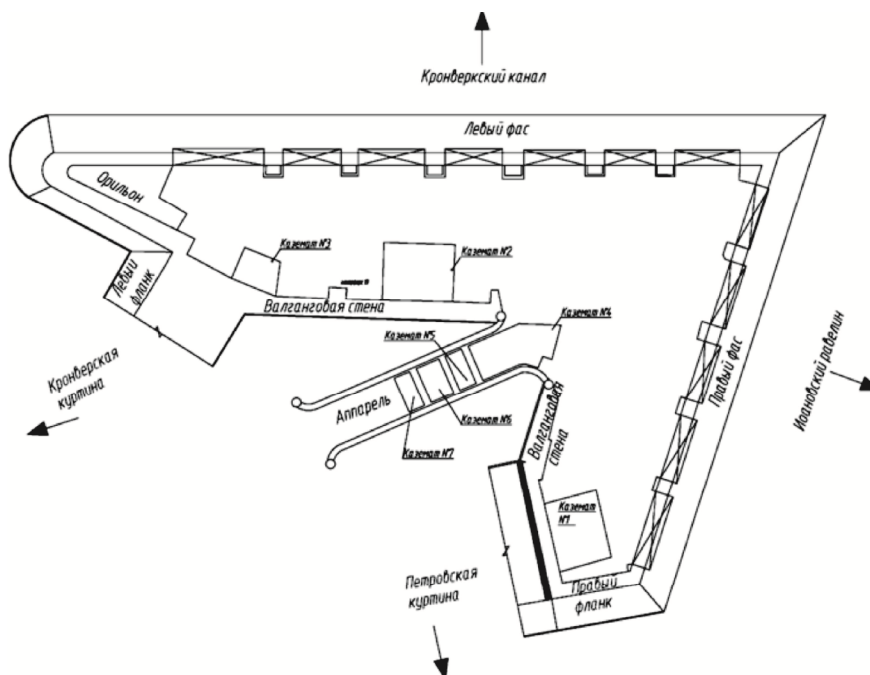 Кронверкский канал
Левый фас
Орильон
Каземат №3
Каземат №2
Левый
фланк
Валганговая стена
Каземат №4
Каземат №5
Кронверская
куртина
Аппарель
Каземат №6
Каземат №7
Валганговая
стена
Правый фас
Иоановский равелин
Каземат
№1
Петровская
куртина
Правый
фланк